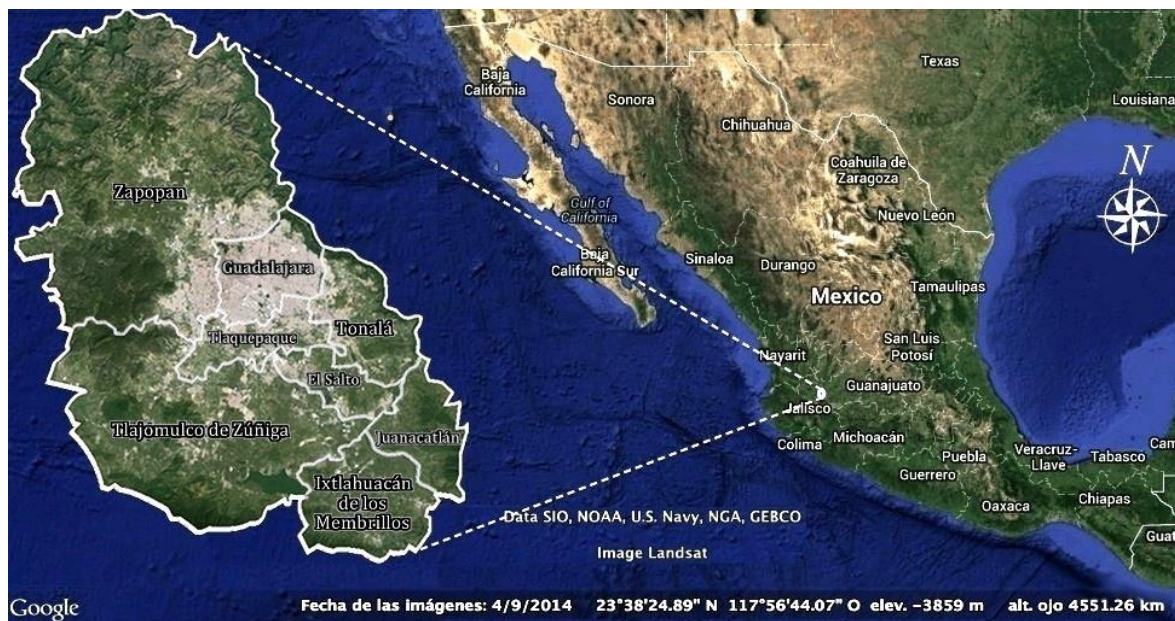 Zapopan
Guadalajara
Tlaquepaque
Tonalá
El Salto
Tlajomulco de Zúñiga
Juanacatlán
Ixtlahuacán
de los
Membrillos
Baja
California
Sonora
Chihuahua
Texas
Louisiana
Coahuila de
Zaragoza
Nuevo León
N
Gulf of
California
Baja
California Sur
Sinaloa
Durango
Mexico
Tamaulipas
San Luis
Potosí
Nayarit
Guanajuato
Jalisco
Colima
Michoacán
Guerrero
Puebla
Veracruz-
Llave
Tabasco
Cam
Chiapas
Oaxaca
Guat
Data SIO, NOAA, U.S. Navy, NGA, GEBCO
Image Landsat
Google
Fecha de las imágenes: 4/9/2014 23°38'24.89" N 117°56'44.07" O elev. -3859 m alt. ojo 4551.26 km